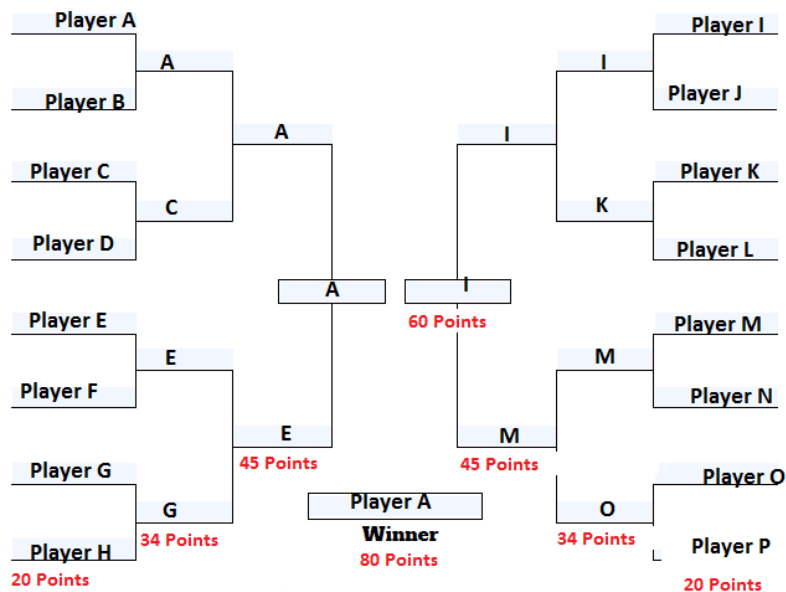 Player A
A
Player B
A
Player C
C
Player D
A
Player E
E
Player F
E
45 Points
Player G
G
34 Points
Player H
20 Points
Player I
I
Player J
I
Player K
K
Player L
I
60 Points
Player M
M
Player N
M
45 Points
Player O
O
34 Points
Player P
20 Points
Player A
Winner
80 Points